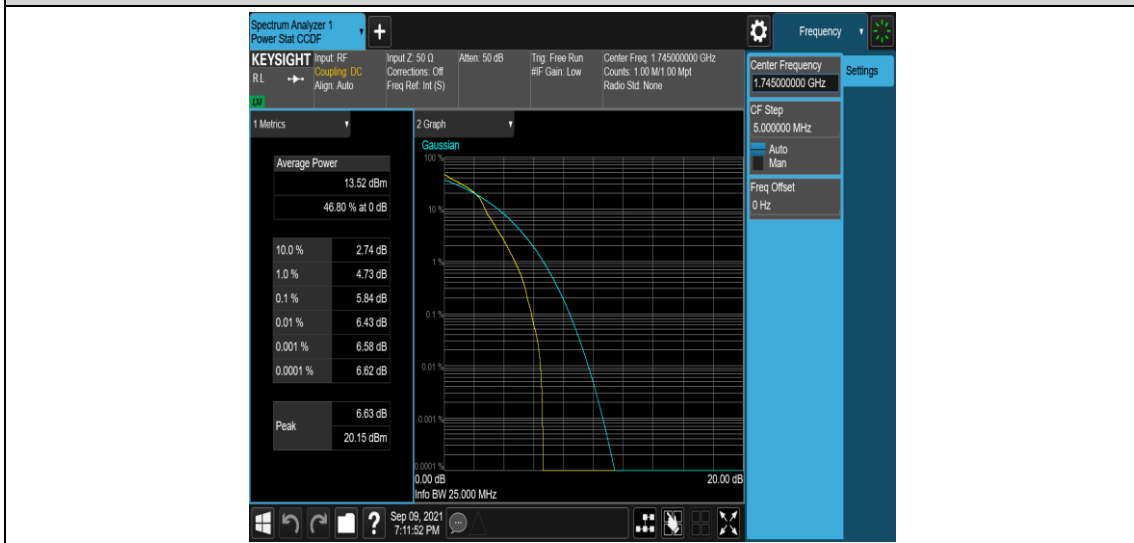 Spectrum Analyzer 1
Power Stat CCDF
+
Frequency
KEYSIGHT
R L
LXI
Input: RF
Coupling: DC
Align: Auto
Input Z: 50 Ω
Corrections: Off
Freq Ref: Int (S)
Atten: 50 dB
Trig: Free Run
#IF Gain: Low
Center Freq: 1.745000000 GHz
Counts: 1.00 M/1.00 Mpt
Radio Std: None
Center Frequency
1.745000000 GHz
Settings
CF Step
5.000000 MHz
Auto
Man
Freq Offset
0 Hz
1 Metrics
Average Power
13.52 dBm
46.80 % at 0 dB
10.0 % 2.74 dB
1.0 % 4.73 dB
0.1 % 5.84 dB
0.01 % 6.43 dB
0.001 % 6.58 dB
0.0001 % 6.62 dB
Peak
6.63 dB
20.15 dBm
2 Graph
Gaussian
100 %
10 %
1 %
0.1 %
0.01 %
0.001 %
0.0001 %
0.00 dB 20.00 dB
Info BW 25.000 MHz
?
Sep 09, 2021
7:11:52 PM